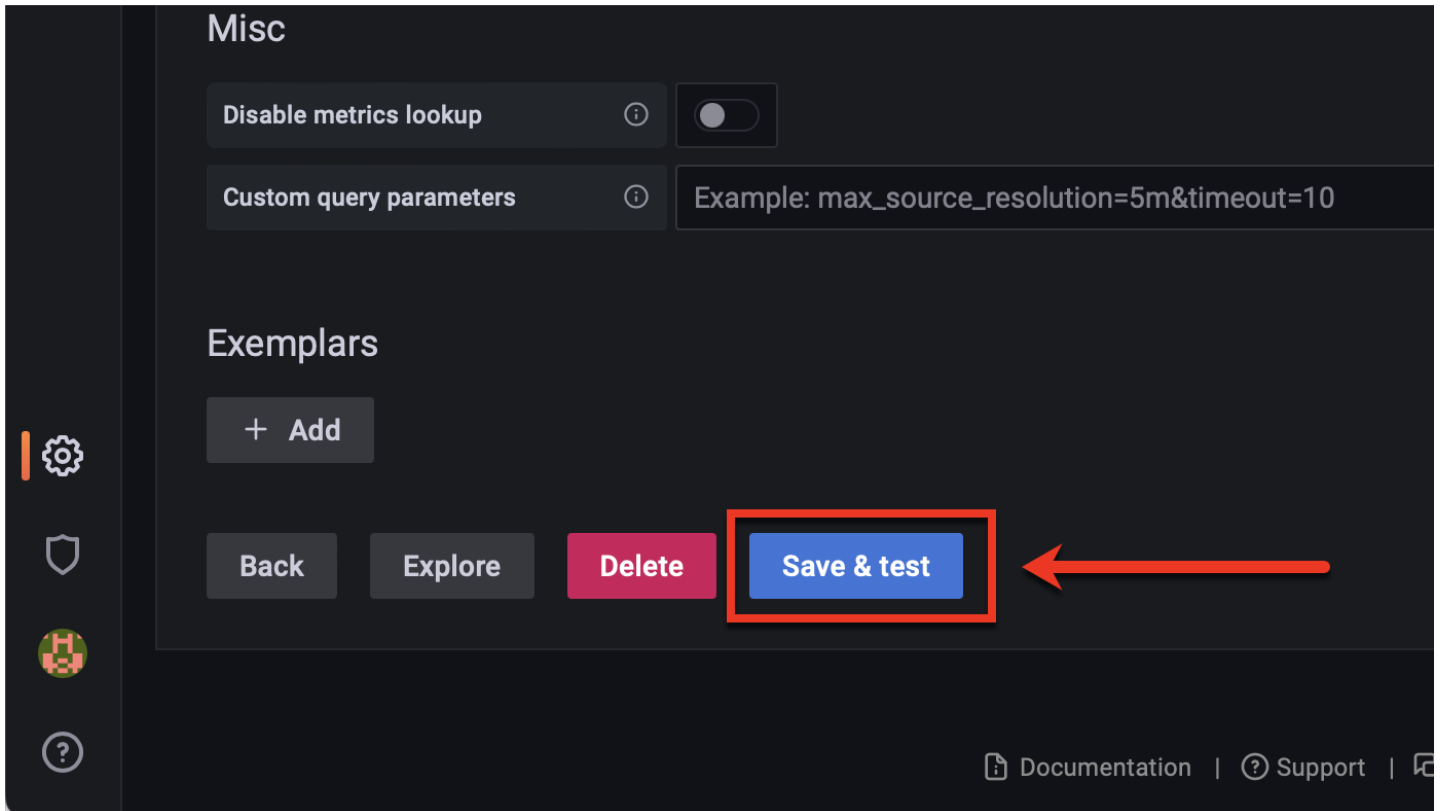 Misc
Disable metrics lookup
Custom query parameters
Example: max_source_resolution=5m&timeout=10
Exemplars
+ Add
Back
Explore
Delete
Save & test
Documentation | Support |